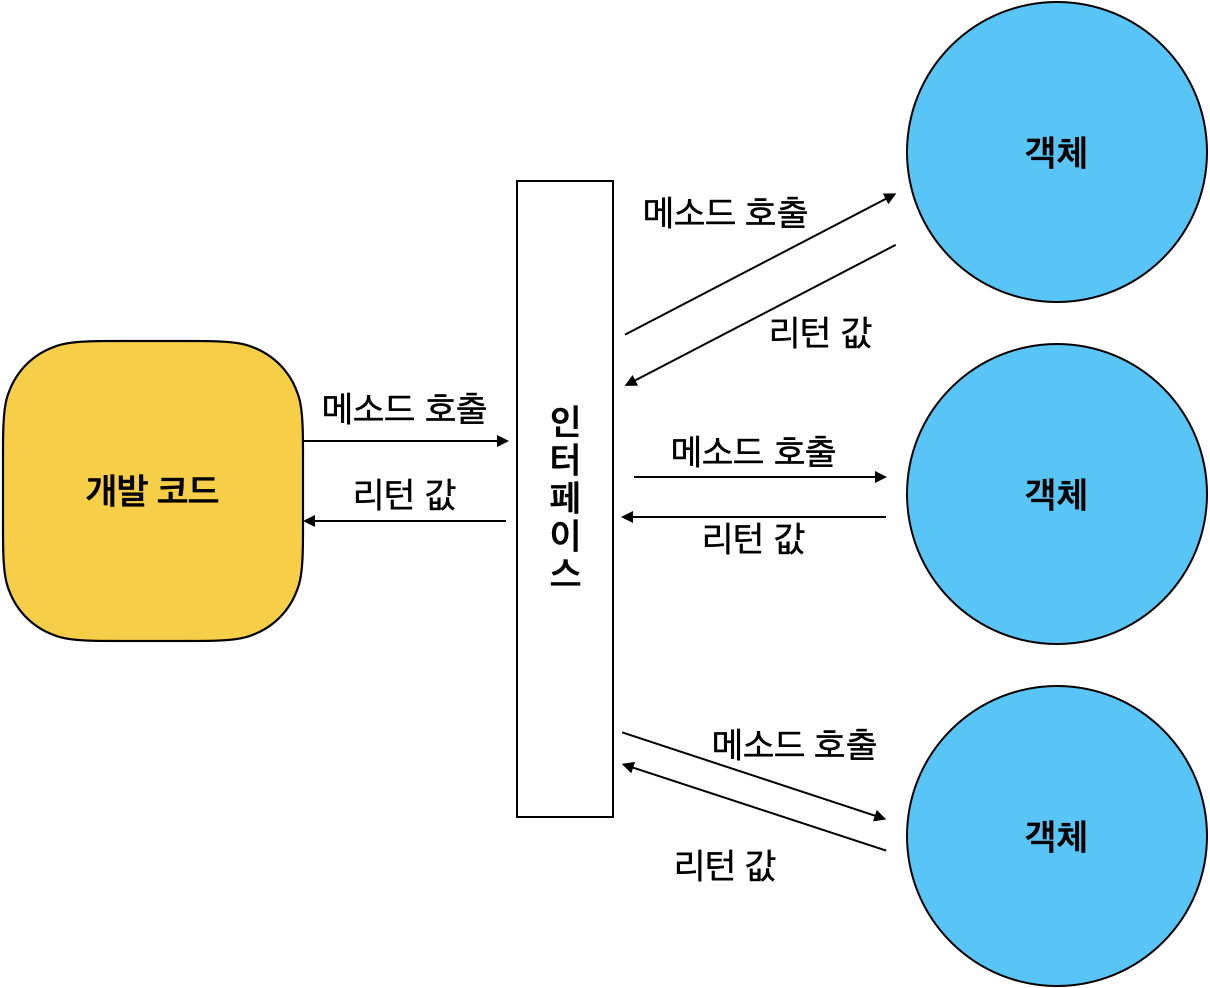 객체
메소드 호출
리턴 값
메소드 호출
개발 코드
리턴 값
인
터
페
이
스
메소드 호출
리턴 값
객체
메소드 호출
리턴 값
객체